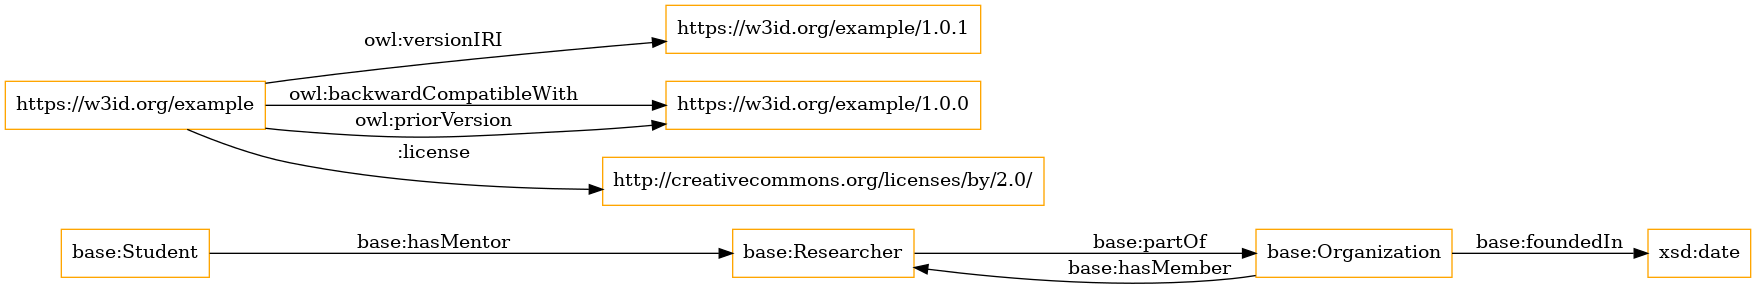 https://w3id.org/example/1.0.1
owl:versionIRI
https://w3id.org/example
owl:backwardCompatibleWith
https://w3id.org/example/1.0.0
owl:priorVersion
:license
http://creativecommons.org/licenses/by/2.0/
base:Student
base:hasMentor
base:Researcher
base:partOf
base:Organization
base:foundedIn
xsd:date
base:hasMember